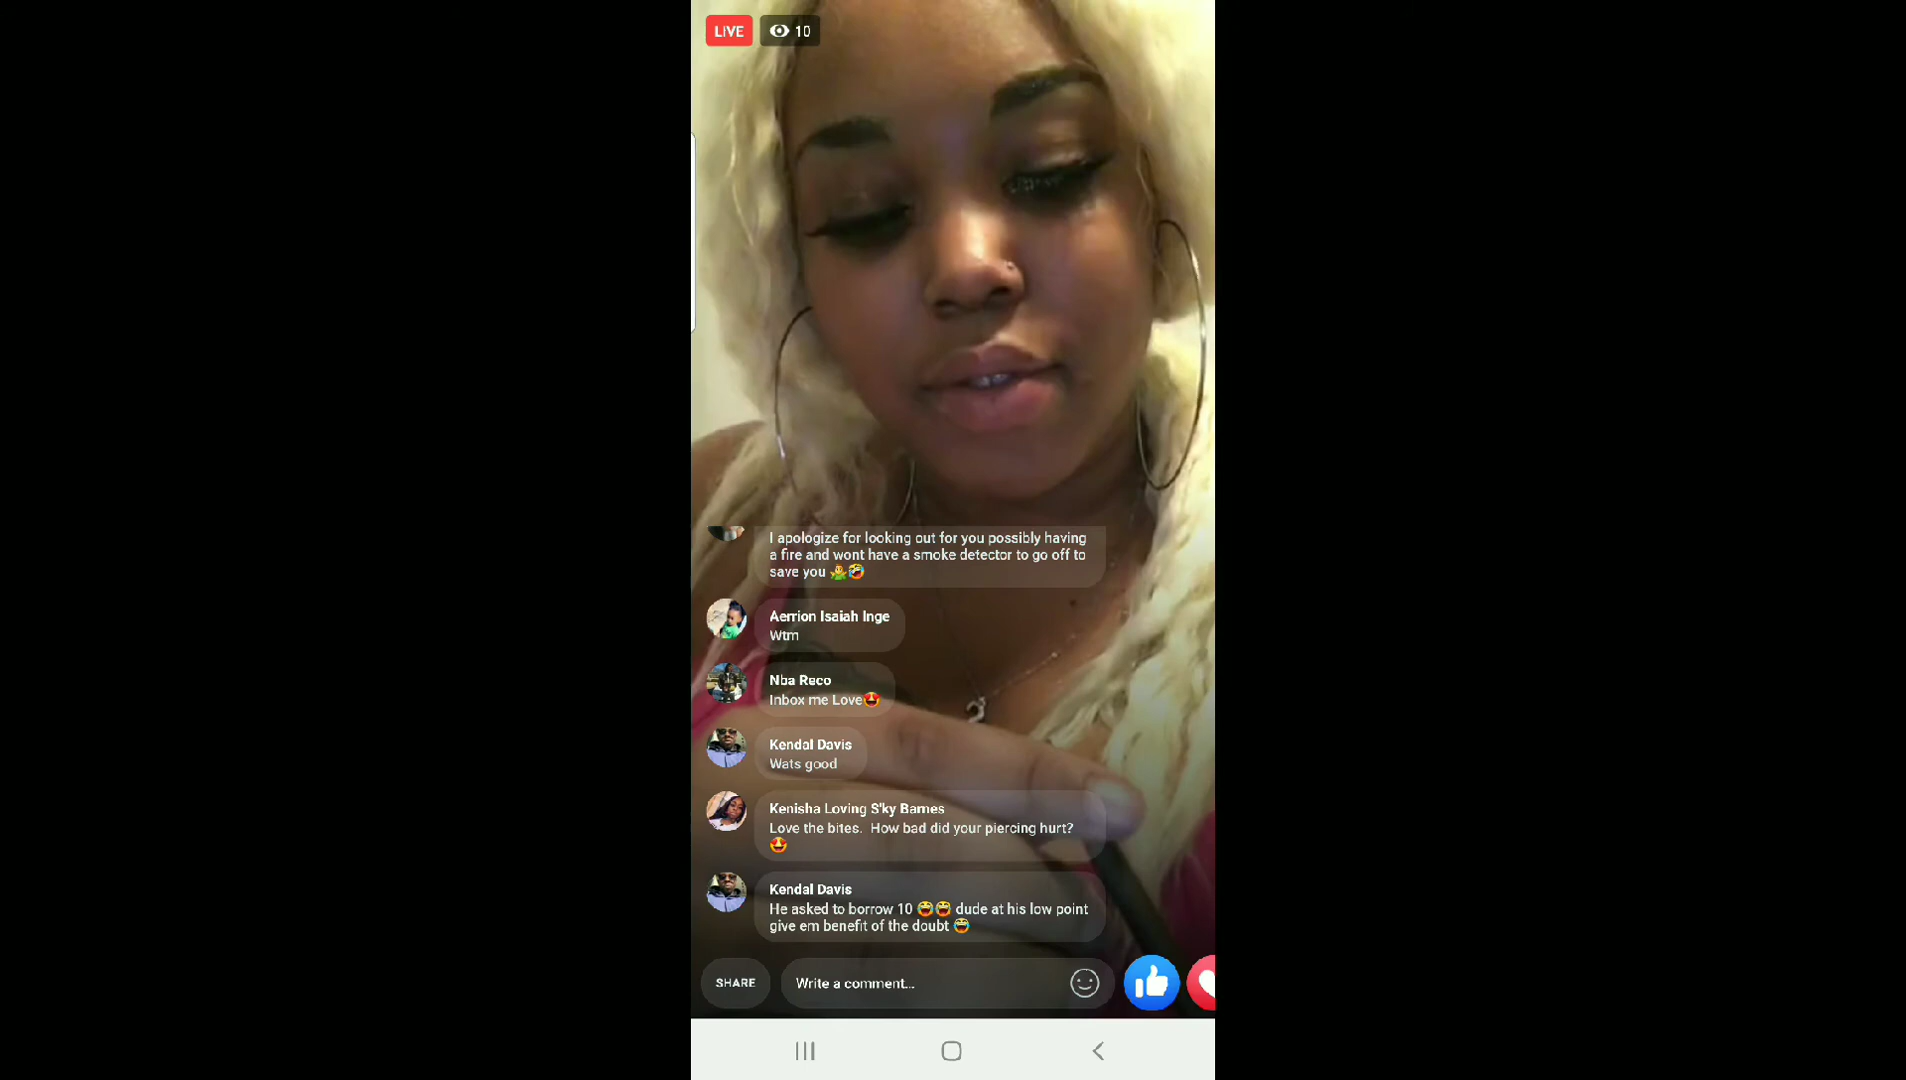 LIVE 10
I apologize for looking out for you possibly having
a fire and wont have a smoke detector to go off to
save you 🤷🤣
Aerrion Isaiah Inge
Wtm
Nba Reco
Inbox me Love🤩
Kendal Davis
Wats good
Kenisha Loving S'ky Barnes
Love the bites.  How bad did your piercing hurt?
🤩
Kendal Davis
He asked to borrow 10 😂😂 dude at his low point
give em benefit of the doubt 😂
SHARE
Write a comment...